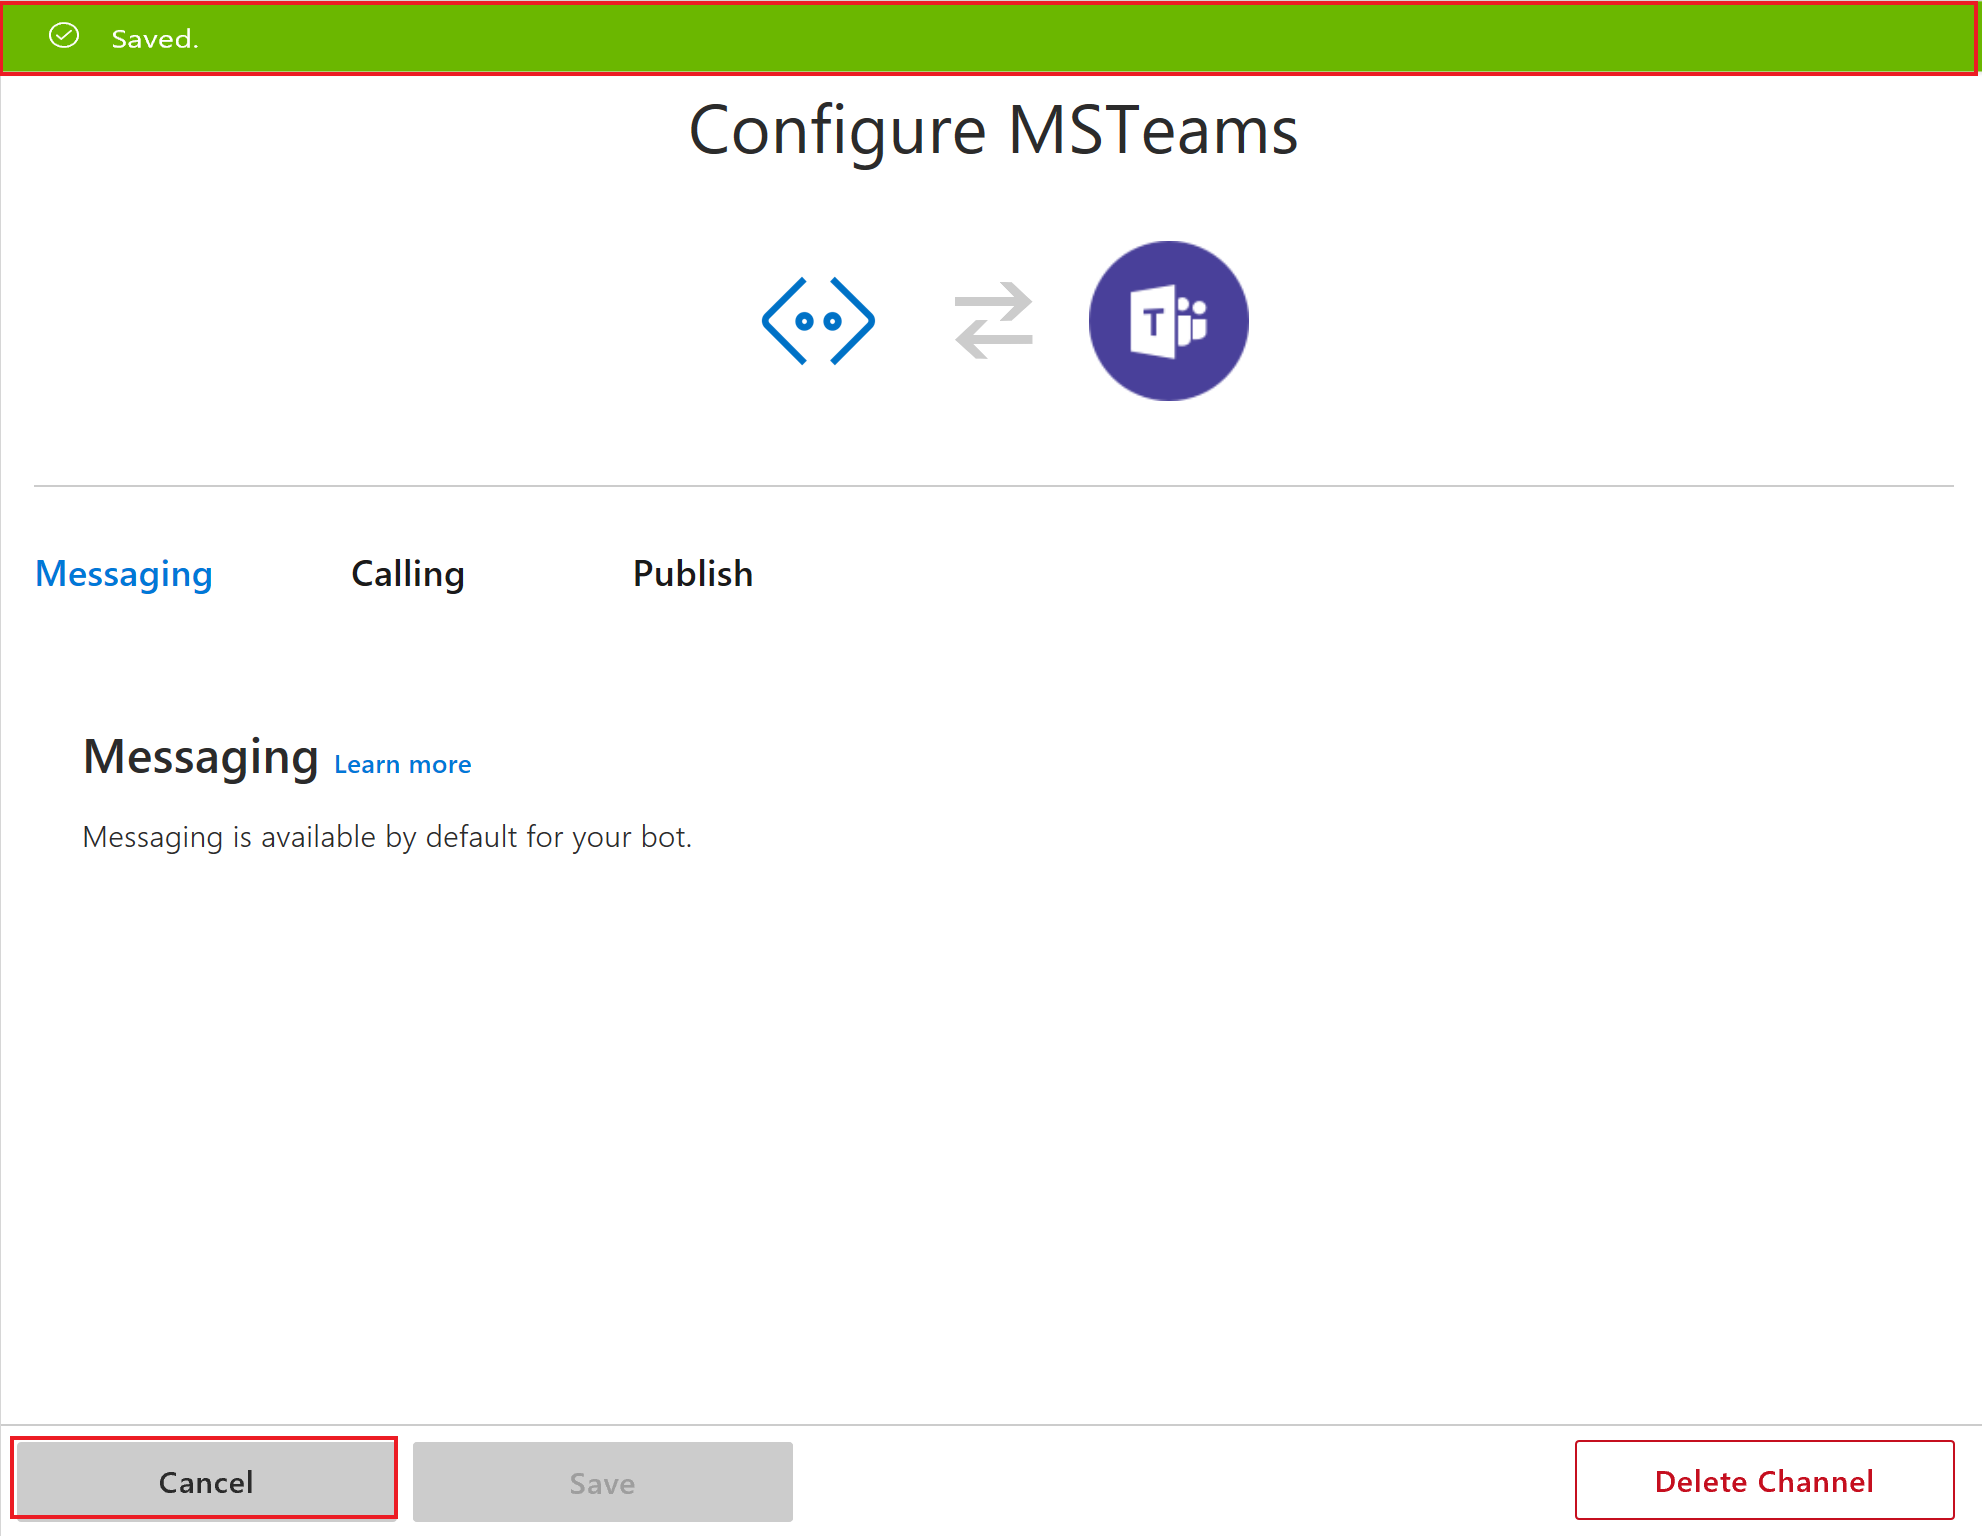 Saved.
Configure MSTeams
T
Messaging Calling Publish
Messaging Learn more
Messaging is available by default for your bot.
Cancel Save Delete Channel